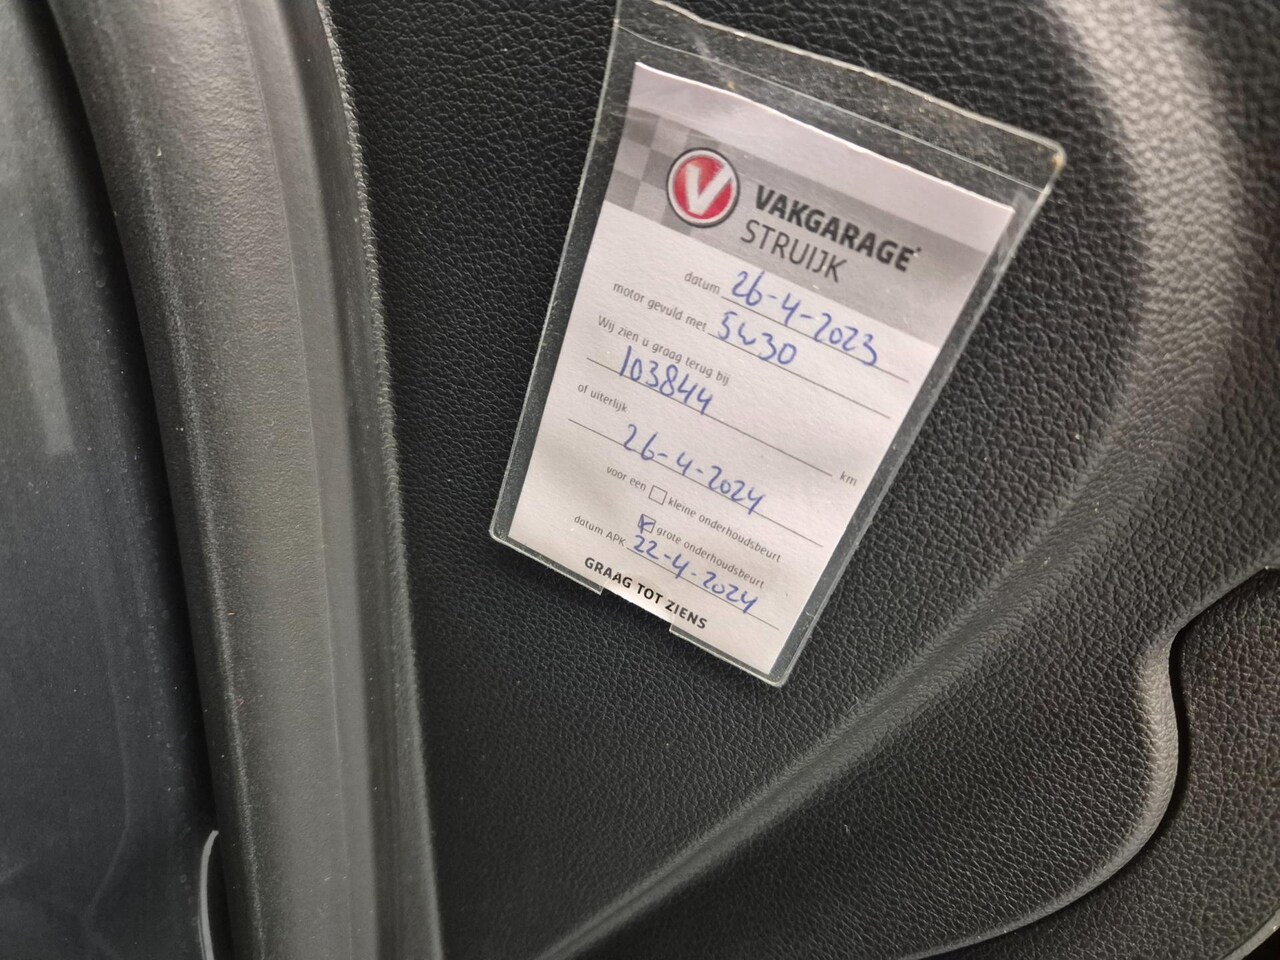 V
VAKGARAGE
STRUIJK
datum 26-4-2023
motor gevuld met 5w30
Wij zien u graag terug bij
103844 km
of uiterlijk
26-4-2024
voor een kleine onderhoudsbeurt
grote onderhoudsbeurt
datum APK 22-4-2024
GRAAG TOT ZIENS